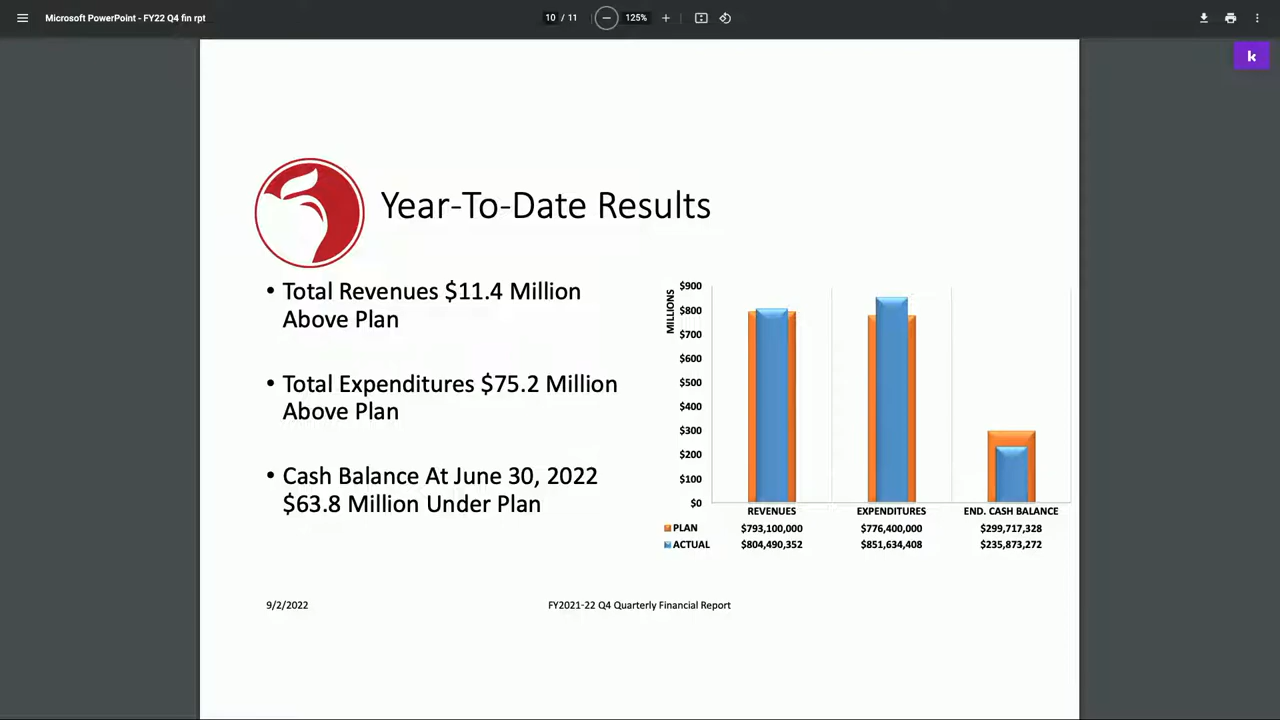 Microsoft PowerPoint - FY22 Q4 fin rpt
10 / 11
125%
k
Year-To-Date Results
• Total Revenues $11.4 Million
Above Plan
• Total Expenditures $75.2 Million
Above Plan
• Cash Balance At June 30, 2022
$63.8 Million Under Plan
MILLIONS
$900
$800
$700
$600
$500
$400
$300
$200
$100
$0
REVENUES EXPENDITURES END. CASH BALANCE
PLAN $793,100,000 $776,400,000 $299,717,328
ACTUAL $804,490,352 $851,634,408 $235,873,272
9/2/2022
FY2021-22 Q4 Quarterly Financial Report